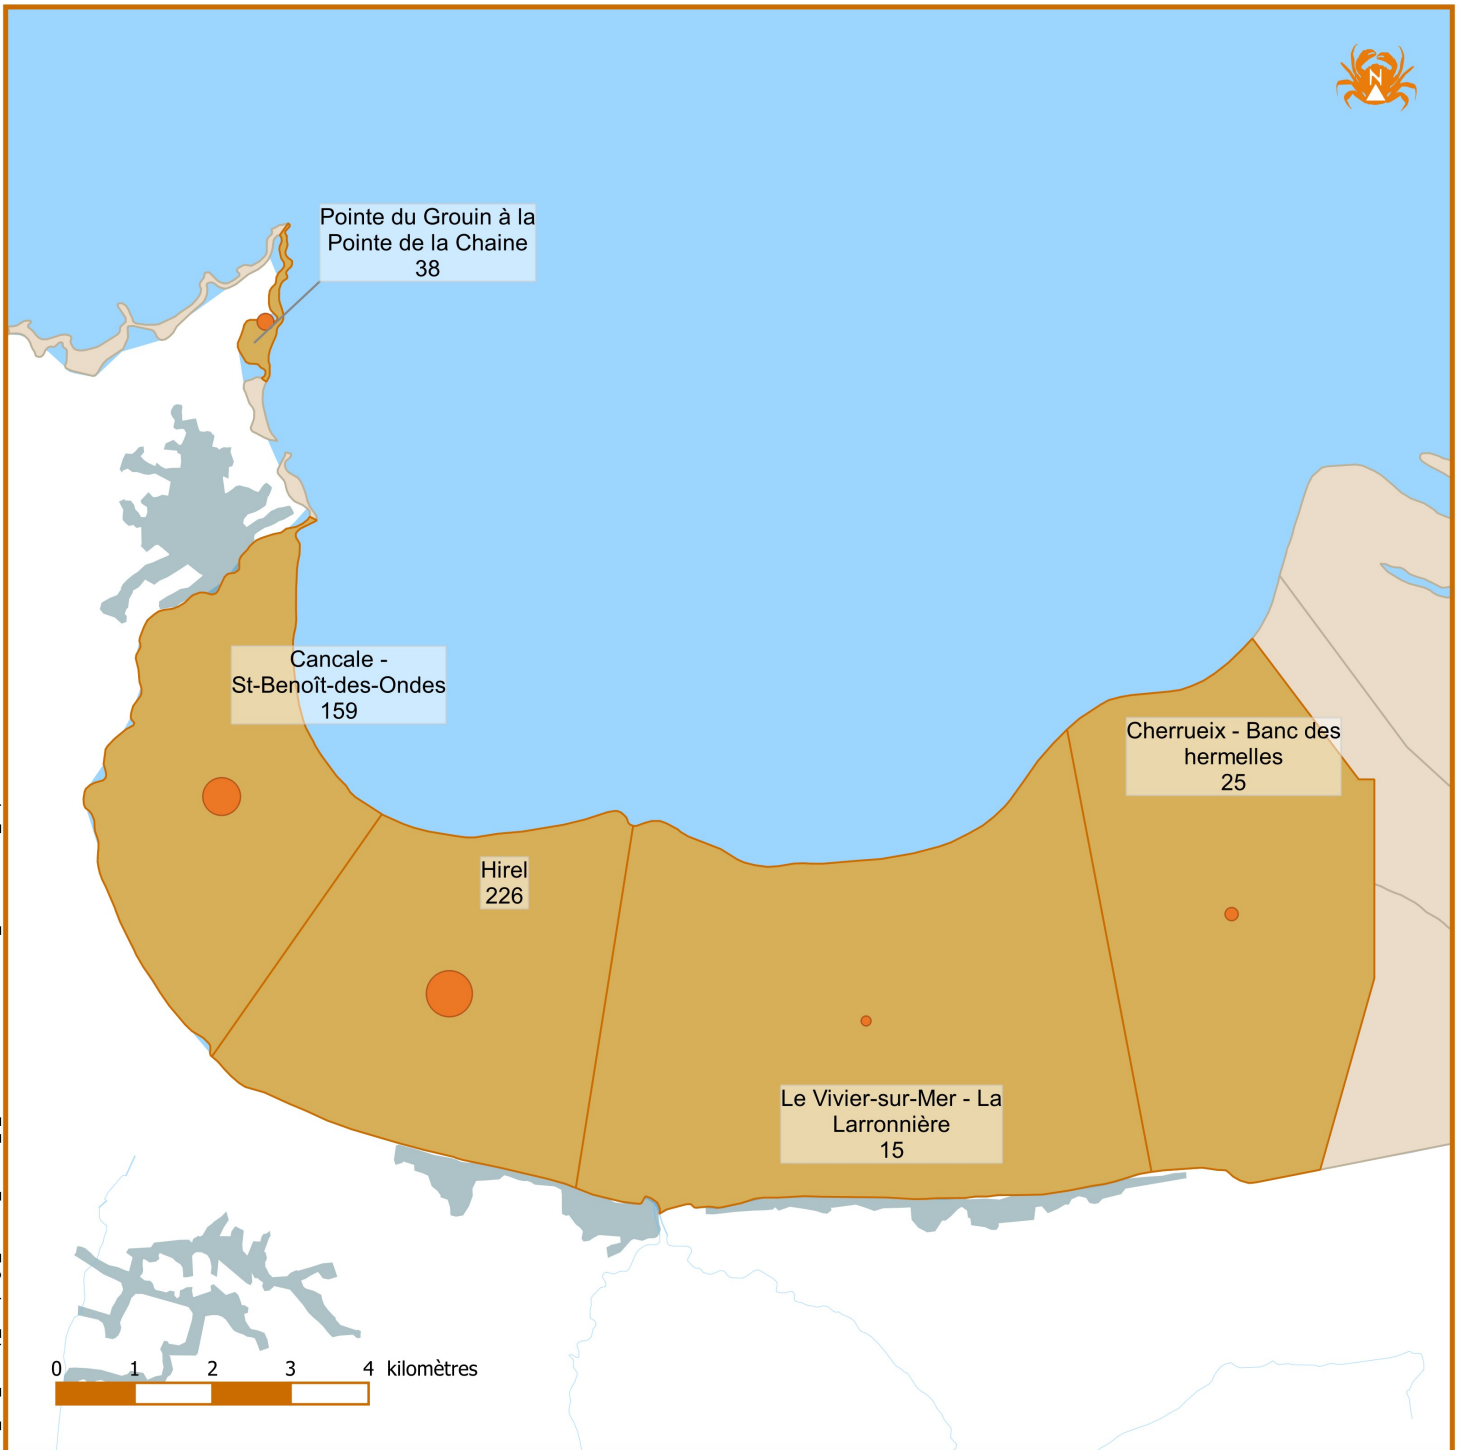 N
Pointe du Grouin à la
Pointe de la Chaine
38
Cancale -
St-Benoît-des-Ondes
159
Cherrueix - Banc des
hermelles
25
Hirel
226
Le Vivier-sur-Mer - La
Larronnière
15
0 1 2 3 4 kilomètres